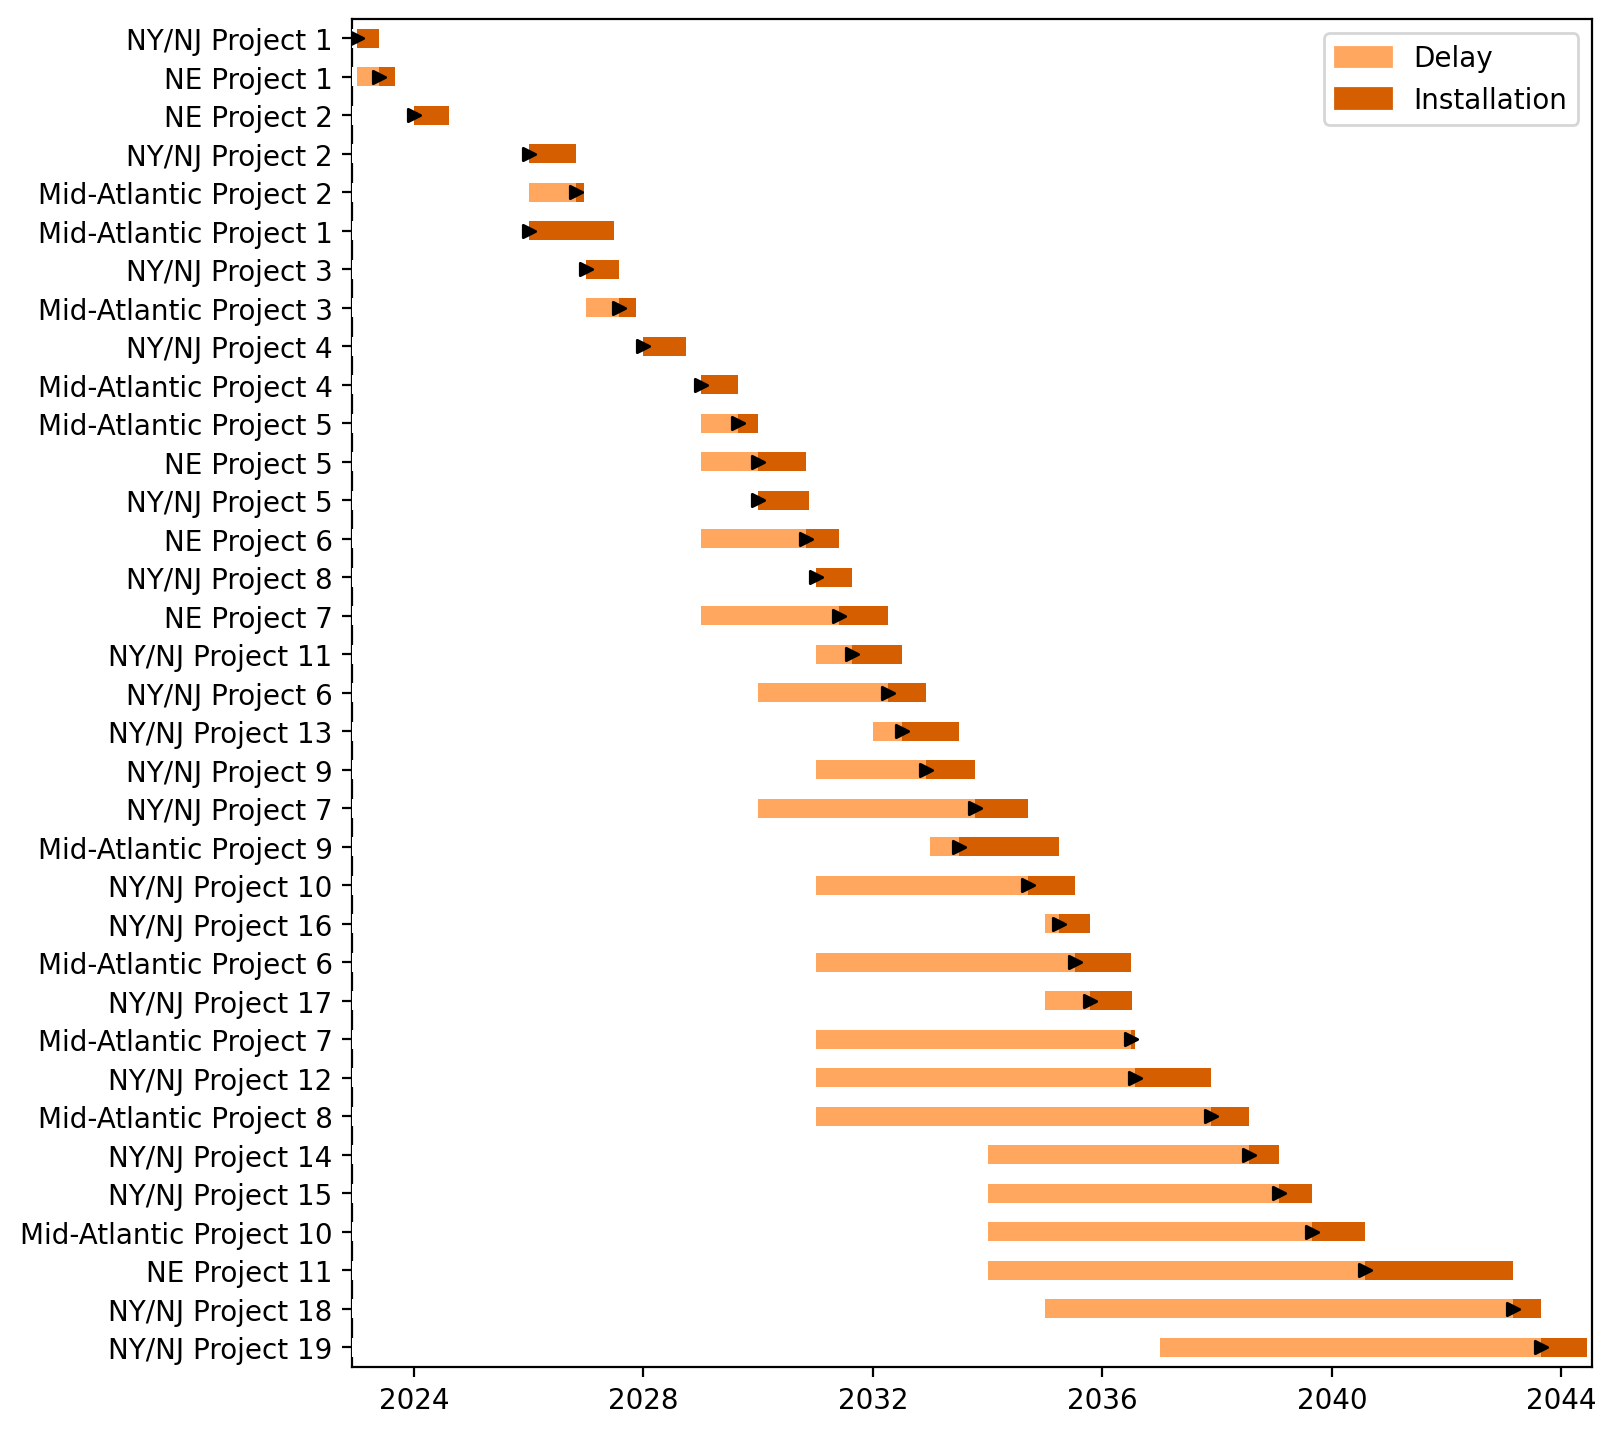 NY/NJ Project 1
NE Project 1
NE Project 2
NY/NJ Project 2
Mid-Atlantic Project 2
Mid-Atlantic Project 1
NY/NJ Project 3
Mid-Atlantic Project 3
NY/NJ Project 4
Mid-Atlantic Project 4
Mid-Atlantic Project 5
NE Project 5
NY/NJ Project 5
NE Project 6
NY/NJ Project 8
NE Project 7
NY/NJ Project 11
NY/NJ Project 6
NY/NJ Project 13
NY/NJ Project 9
NY/NJ Project 7
Mid-Atlantic Project 9
NY/NJ Project 10
NY/NJ Project 16
Mid-Atlantic Project 6
NY/NJ Project 17
Mid-Atlantic Project 7
NY/NJ Project 12
Mid-Atlantic Project 8
NY/NJ Project 14
NY/NJ Project 15
Mid-Atlantic Project 10
NE Project 11
NY/NJ Project 18
NY/NJ Project 19
Delay
Installation
2024 2028 2032 2036 2040 2044